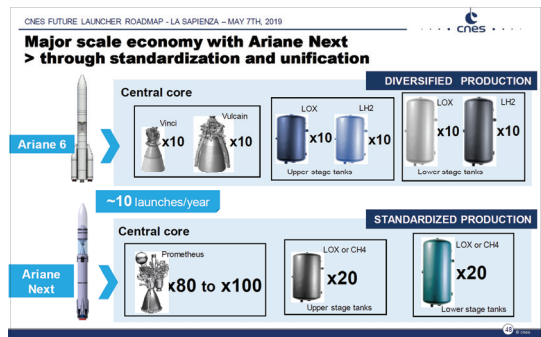 CNES FUTURE LAUNCHER ROADMAP - LA SAPIENZA – MAY 7TH, 2019
cnes
Major scale economy with Ariane Next
> through standardization and unification
DIVERSIFIED PRODUCTION
Central core
Ariane 6
Vinci
x10
Vulcain
x10
LOX
x10
LH2
x10
Upper stage tanks
LOX
x10
LH2
x10
Lower stage tanks
~10 launches/year
STANDARDIZED PRODUCTION
Central core
Ariane
Next
Prometheus
x80 to x100
LOX or CH4
x20
Upper stage tanks
LOX or CH4
x20
Lower stage tanks
48 © cnes